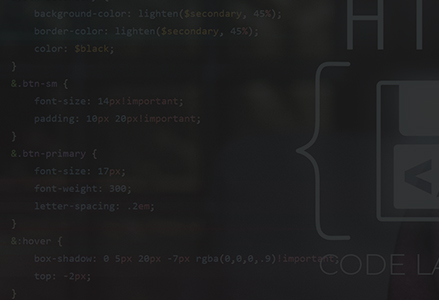 background-color: lighten($secondary, 45%);
border-color: lighten($secondary, 45%);
color: $black;
}
&.btn-sm {
font-size: 14px!important;
padding: 10px 20px!important;
}
&.btn-primary {
font-size: 17px;
font-weight: 300;
letter-spacing: .2em;
}
&:hover {
box-shadow: 0 5px 20px -7px rgba(0,0,0,.9)!important;
top: -2px;
}
H
{
<
CODE LA